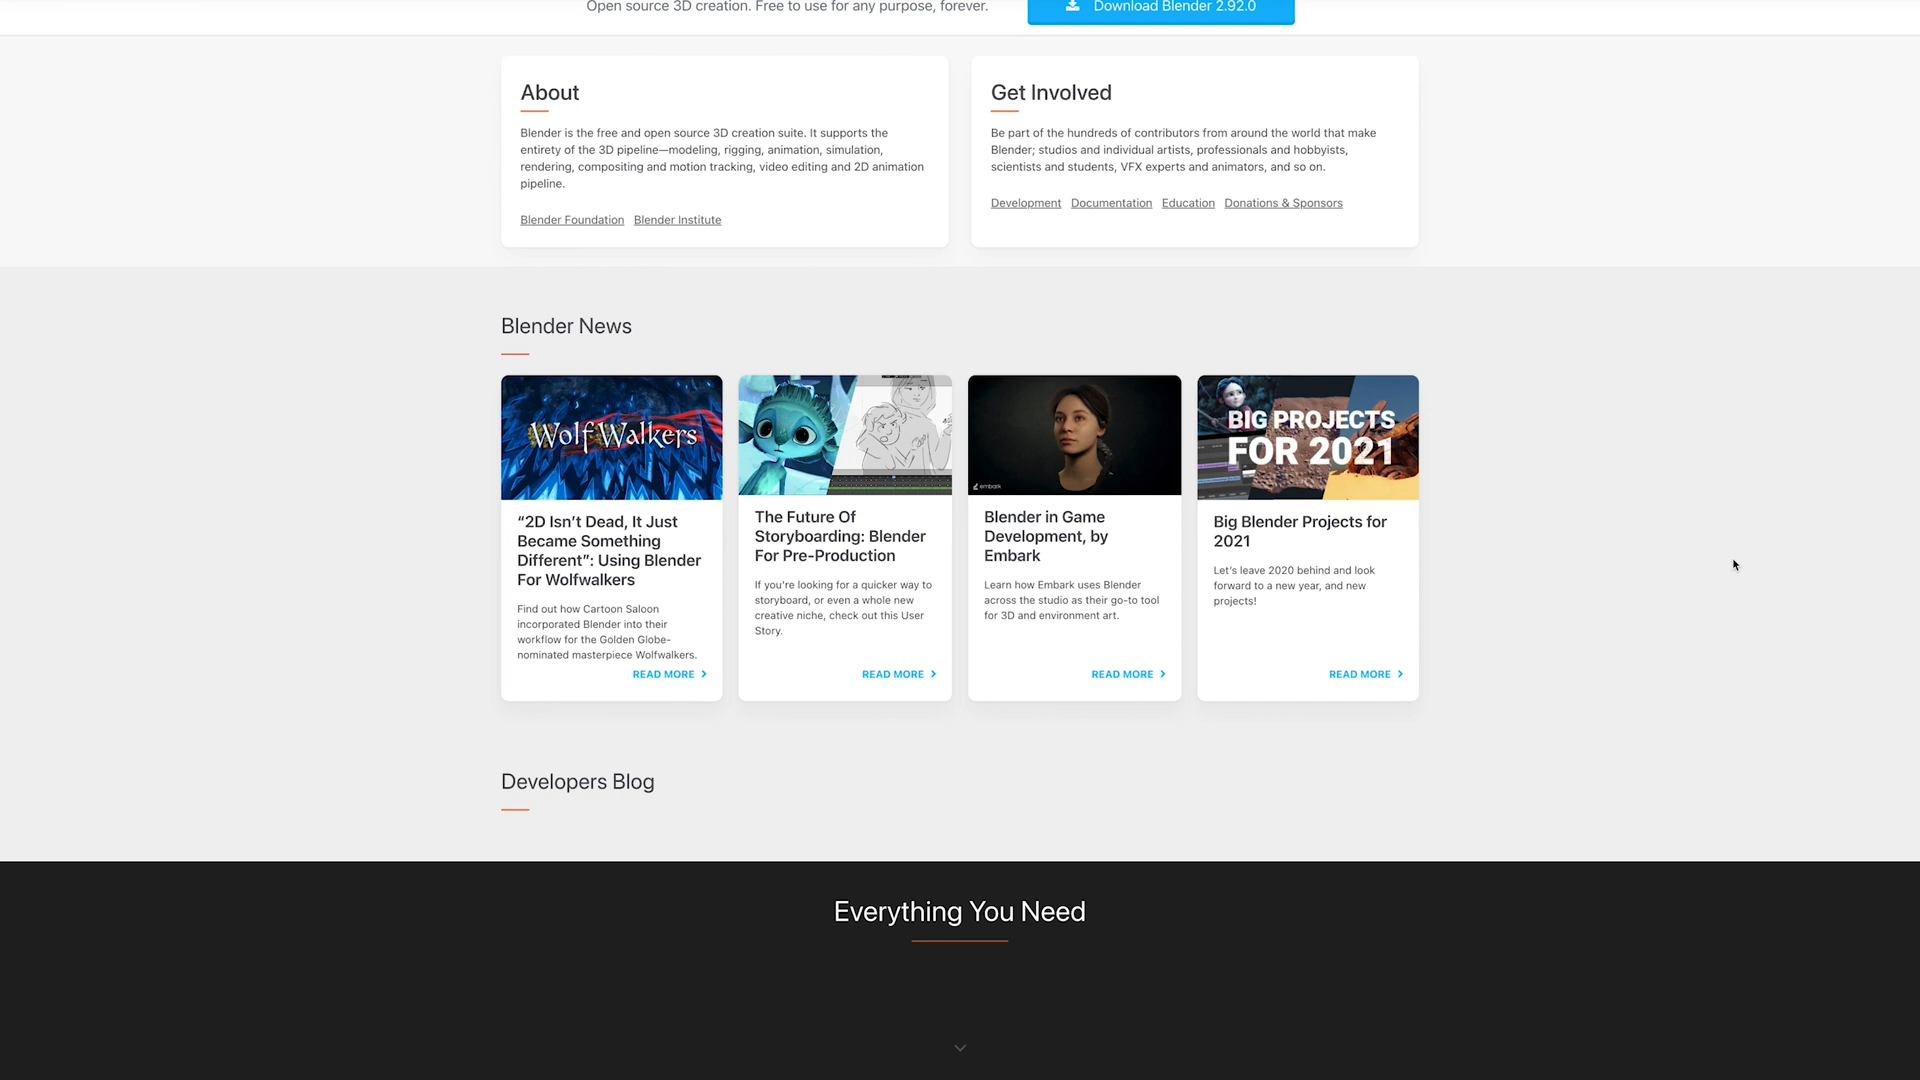 Open source 3D creation. Free to use for any purpose, forever.
Download Blender 2.92.0
About
Blender is the free and open source 3D creation suite. It supports the
entirety of the 3D pipeline—modeling, rigging, animation, simulation,
rendering, compositing and motion tracking, video editing and 2D animation
pipeline.
Blender Foundation Blender Institute
Get Involved
Be part of the hundreds of contributors from around the world that make
Blender; studios and individual artists, professionals and hobbyists,
scientists and students, VFX experts and animators, and so on.
Development Documentation Education Donations & Sponsors
Blender News
WolfWalkers
“2D Isn’t Dead, It Just
Became Something
Different”: Using Blender
For Wolfwalkers
Find out how Cartoon Saloon
incorporated Blender into their
workflow for the Golden Globe-
nominated masterpiece Wolfwalkers.
READ MORE
The Future Of
Storyboarding: Blender
For Pre-Production
If you're looking for a quicker way to
storyboard, or even a whole new
creative niche, check out this User
Story.
READ MORE
embark
Blender in Game
Development, by
Embark
Learn how Embark uses Blender
across the studio as their go-to tool
for 3D and environment art.
READ MORE
BIG PROJECTS
FOR 2021
Big Blender Projects for
2021
Let’s leave 2020 behind and look
forward to a new year, and new
projects!
READ MORE
Developers Blog
Everything You Need